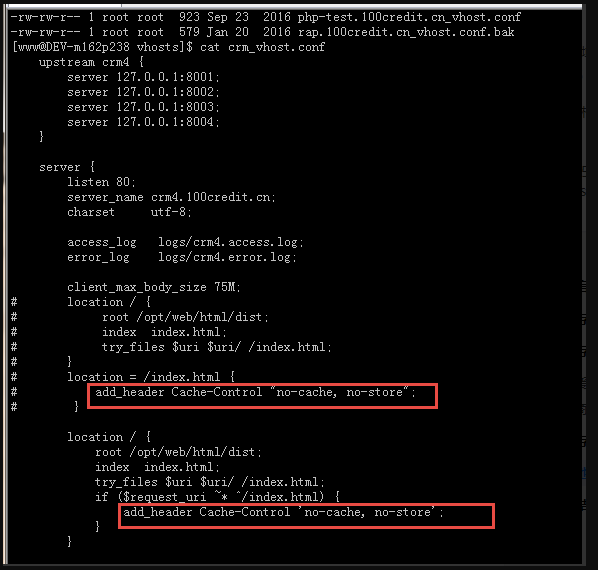 -rw-rw-r-- 1 root root  923 Sep 23  2016 php-test.100credit.cn_vhost.conf
-rw-rw-r-- 1 root root  579 Jan 20  2016 rap.100credit.cn_vhost.conf.bak
[www@DEV-m162p238 vhosts]$ cat crm_vhost.conf
    upstream crm4 {
        server 127.0.0.1:8001;
        server 127.0.0.1:8002;
        server 127.0.0.1:8003;
        server 127.0.0.1:8004;
    }
    server {
        listen 80;
        server_name crm4.100credit.cn;
        charset     utf-8;
        access_log   logs/crm4.access.log;
        error_log    logs/crm4.error.log;
        client_max_body_size 75M;
#       location / {
#            root /opt/web/html/dist;
#            index  index.html;
#            try_files $uri $uri/ /index.html;
#       }
#       location = /index.html {
#           add_header Cache-Control "no-cache, no-store";
#        }
        location / {
            root /opt/web/html/dist;
            index  index.html;
            try_files $uri $uri/ /index.html;
            if ($request_uri ~* ^/index.html) {
                add_header Cache-Control 'no-cache, no-store';
            }
        }